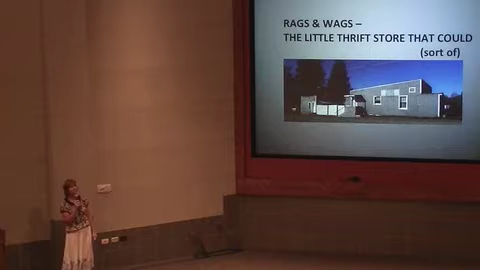 RAGS & WAGS –
THE LITTLE THRIFT STORE THAT COULD
(sort of)